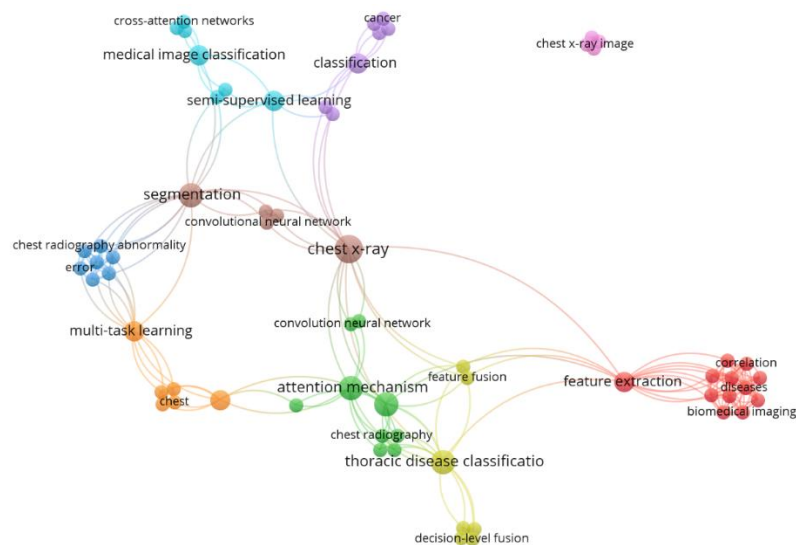 cross-attention networks
cancer
medical image classification
chest x-ray image
classification
semi-supervised learning
segmentation
convolutional neural network
chest radiography abnormality
chest x-ray
error
convolution neural network
multi-task learning
correlation
feature fusion
feature extraction
attention mechanism
diseases
chest
biomedical imaging
chest radiography
thoracic disease classificatio
decision-level fusion